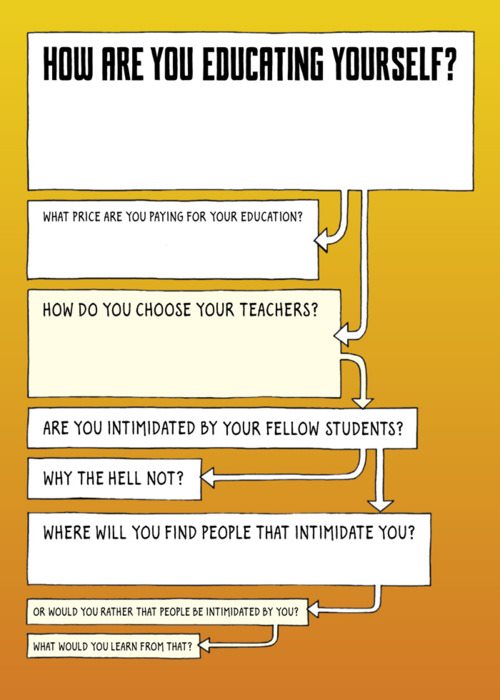 HOW ARE YOU EDUCATING YOURSELF?
WHAT PRICE ARE YOU PAYING FOR YOUR EDUCATION?
HOW DO YOU CHOOSE YOUR TEACHERS?
ARE YOU INTIMIDATED BY YOUR FELLOW STUDENTS?
WHY THE HELL NOT?
WHERE WILL YOU FIND PEOPLE THAT INTIMIDATE YOU?
OR WOULD YOU RATHER THAT PEOPLE BE INTIMIDATED BY YOU?
WHAT WOULD YOU LEARN FROM THAT?